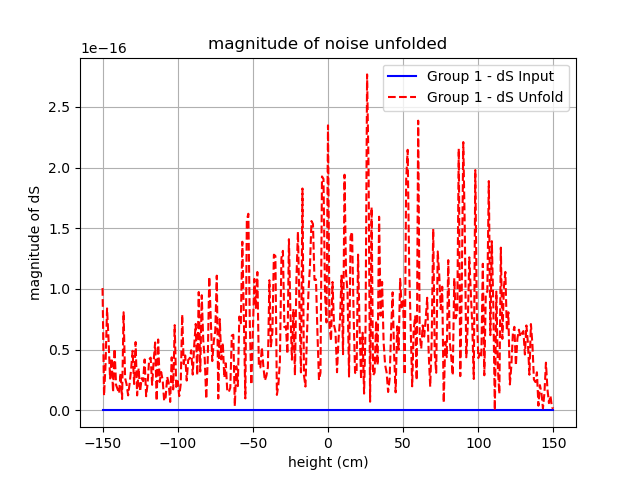 magnitude of noise unfolded
1e−16
Group 1 - dS Input
Group 1 - dS Unfold
2.5
2.0
1.5
1.0
0.5
0.0
magnitude of dS
−150
−100
−50
0
50
100
150
height (cm)